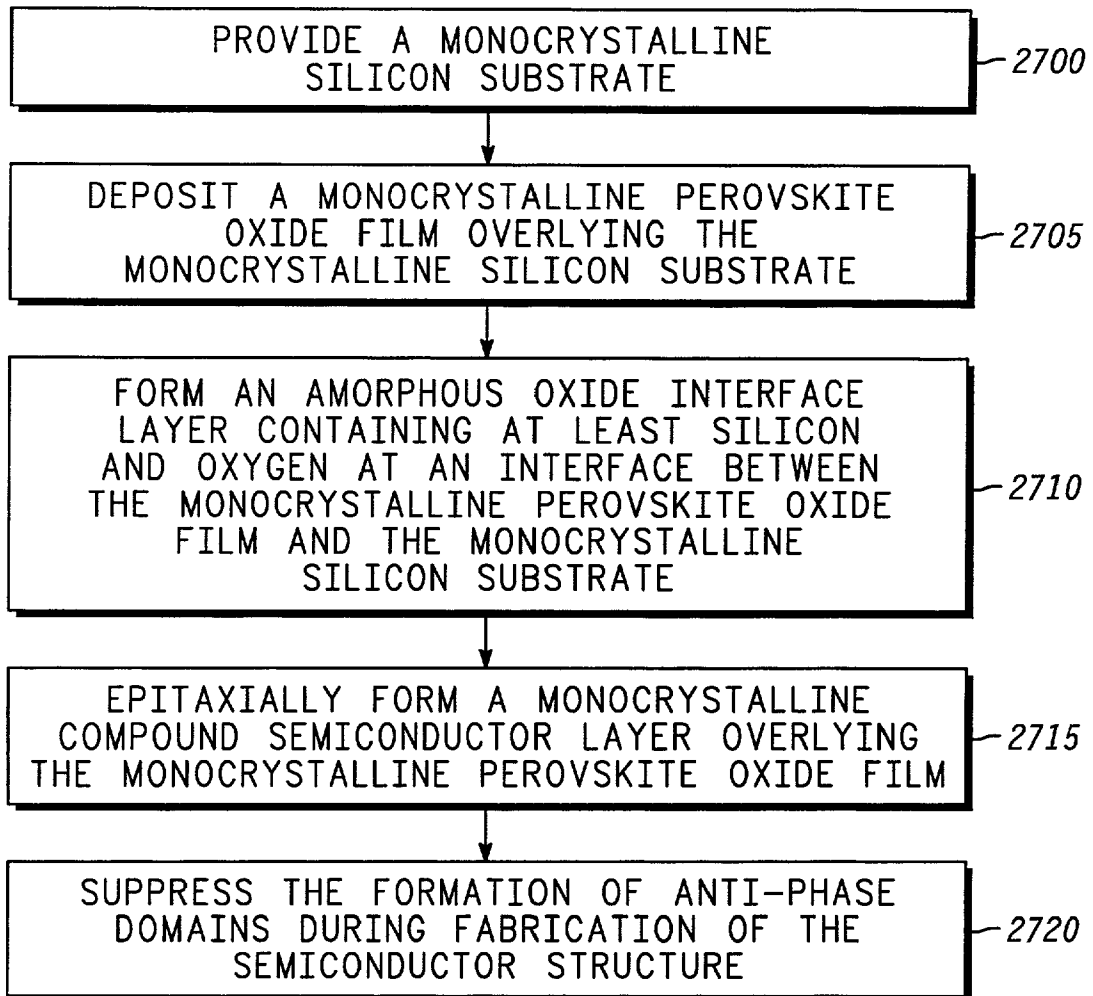 PROVIDE A MONOCRYSTALLINE
SILICON SUBSTRATE
2700
DEPOSIT A MONOCRYSTALLINE PEROVSKITE
OXIDE FILM OVERLYING THE
MONOCRYSTALLINE SILICON SUBSTRATE
2705
FORM AN AMORPHOUS OXIDE INTERFACE
LAYER CONTAINING AT LEAST SILICON
AND OXYGEN AT AN INTERFACE BETWEEN
THE MONOCRYSTALLINE PEROVSKITE OXIDE
FILM AND THE MONOCRYSTALLINE
SILICON SUBSTRATE
2710
EPITAXIALLY FORM A MONOCRYSTALLINE
COMPOUND SEMICONDUCTOR LAYER OVERLYING
THE MONOCRYSTALLINE PEROVSKITE OXIDE FILM
2715
SUPPRESS THE FORMATION OF ANTI-PHASE
DOMAINS DURING FABRICATION OF THE
SEMICONDUCTOR STRUCTURE
2720